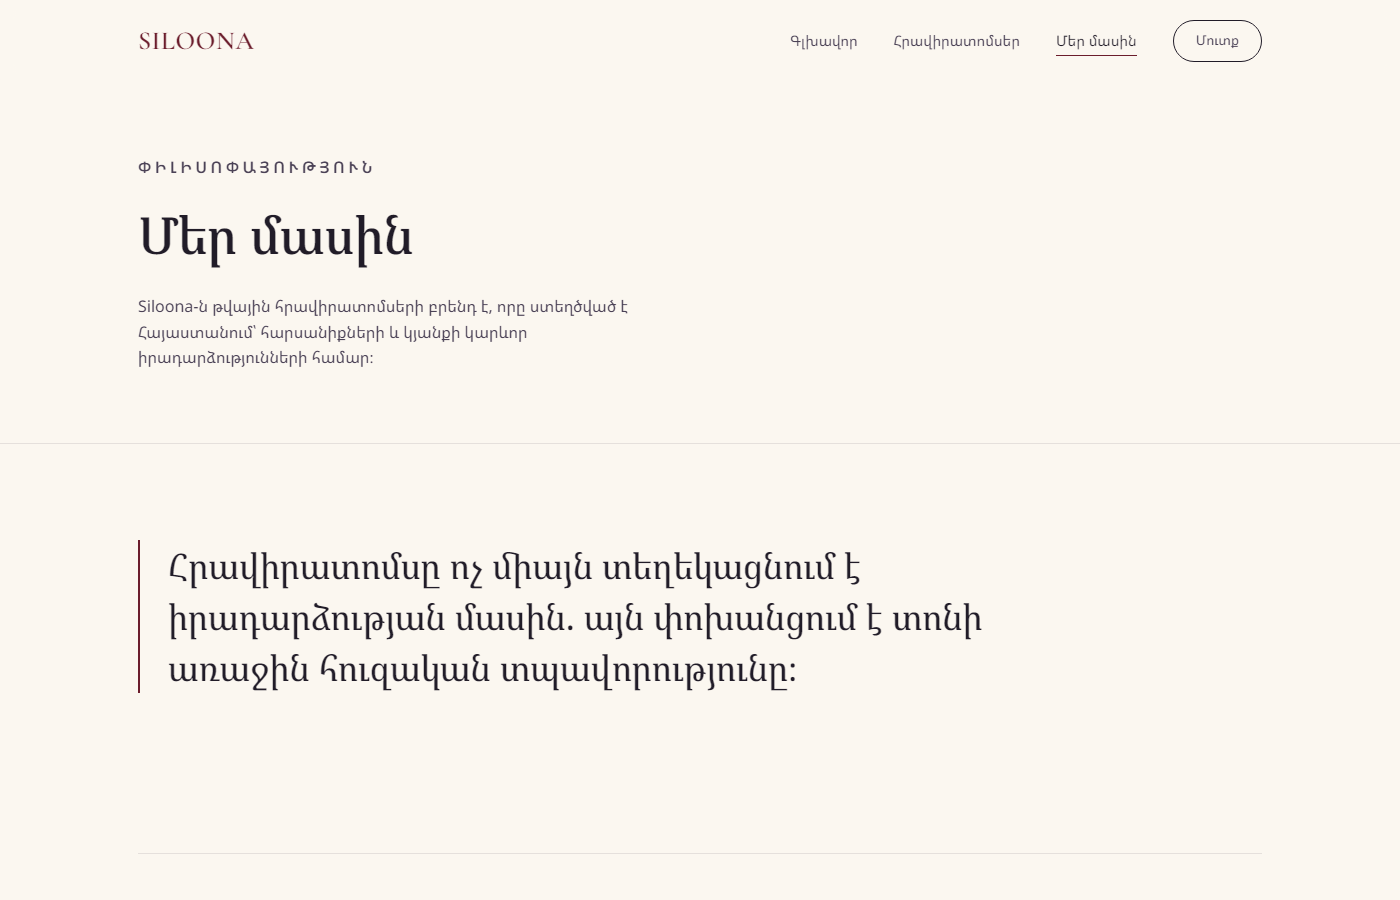 SILOONA
Գլխավոր
Հրավիրատոմսեր
Մեր մասին
Մուտք
ՓԻԼԻՍՈՓԱՅՈՒԹՅՈՒՆ
Մեր մասին
Siloona-ն թվային հրավիրատոմսերի բրենդ է, որը ստեղծված է
Հայաստանում՝ հարսանիքների և կյանքի կարևոր
իրադարձությունների համար։
Հրավիրատոմսը ոչ միայն տեղեկացնում է
իրադարձության մասին. այն փոխանցում է տոնի
առաջին հուզական տպավորությունը։